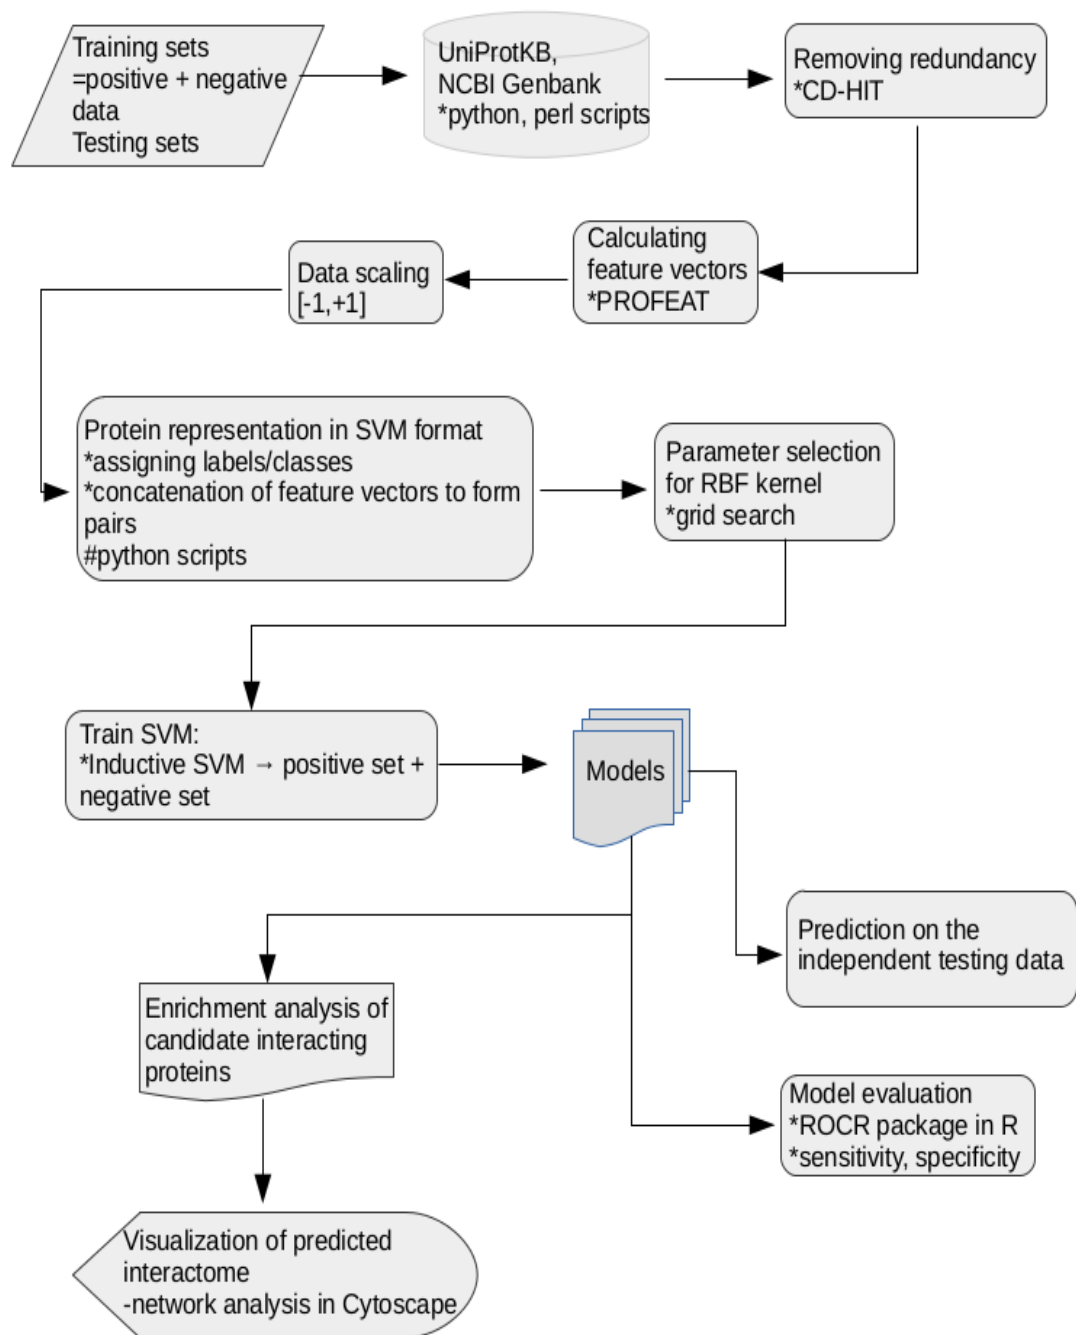 Training sets
=positive + negative
data
Testing sets
UniProtKB,
NCBI Genbank
*python, perl scripts
Removing redundancy
*CD-HIT
Calculating
feature vectors
*PROFEAT
Data scaling
[-1,+1]
Protein representation in SVM format
*assigning labels/classes
*concatenation of feature vectors to form
pairs
#python scripts
Parameter selection
for RBF kernel
*grid search
Train SVM:
*Inductive SVM → positive set +
negative set
Models
Prediction on the
independent testing data
Enrichment analysis of
candidate interacting
proteins
Model evaluation
*ROCR package in R
*sensitivity, specificity
Visualization of predicted
interactome
-network analysis in Cytoscape